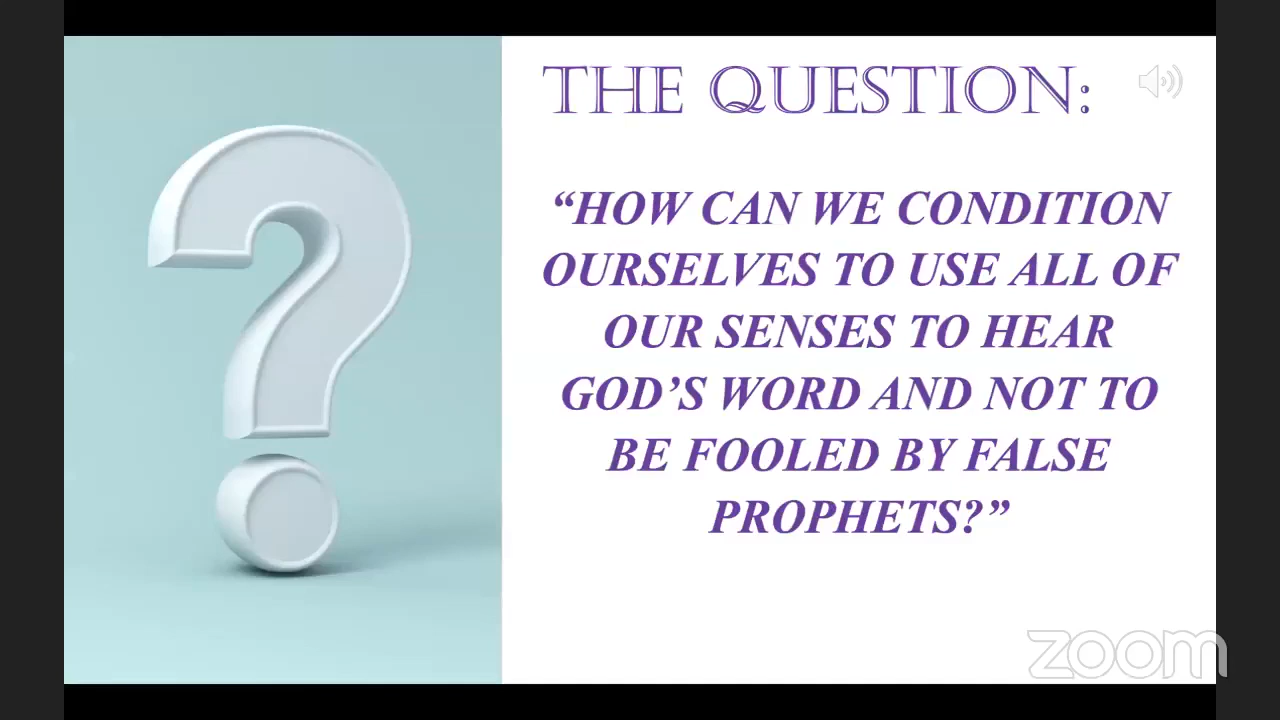 THE QUESTION:
“HOW CAN WE CONDITION
OURSELVES TO USE ALL OF
OUR SENSES TO HEAR
GOD’S WORD AND NOT TO
BE FOOLED BY FALSE
PROPHETS?”
zoom